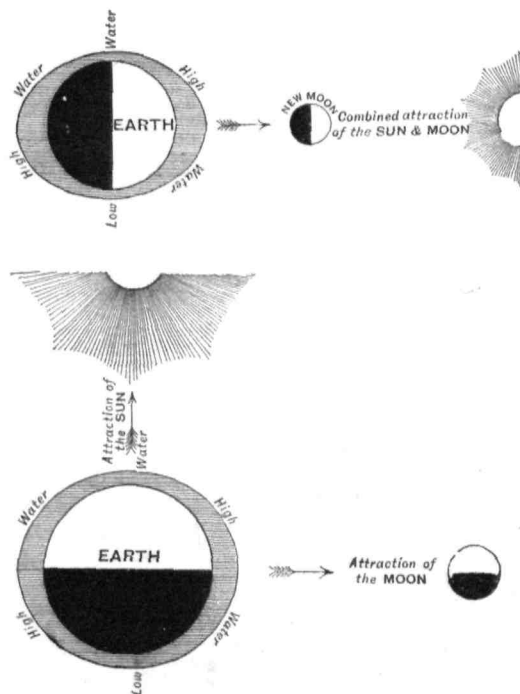 Water
Water
High
NEW MOON
EARTH
Combined attraction
of the SUN & MOON
High
Water
Low
Attraction of
the SUN
Water
Water
High
EARTH
Attraction of
the MOON
High
Water
Low